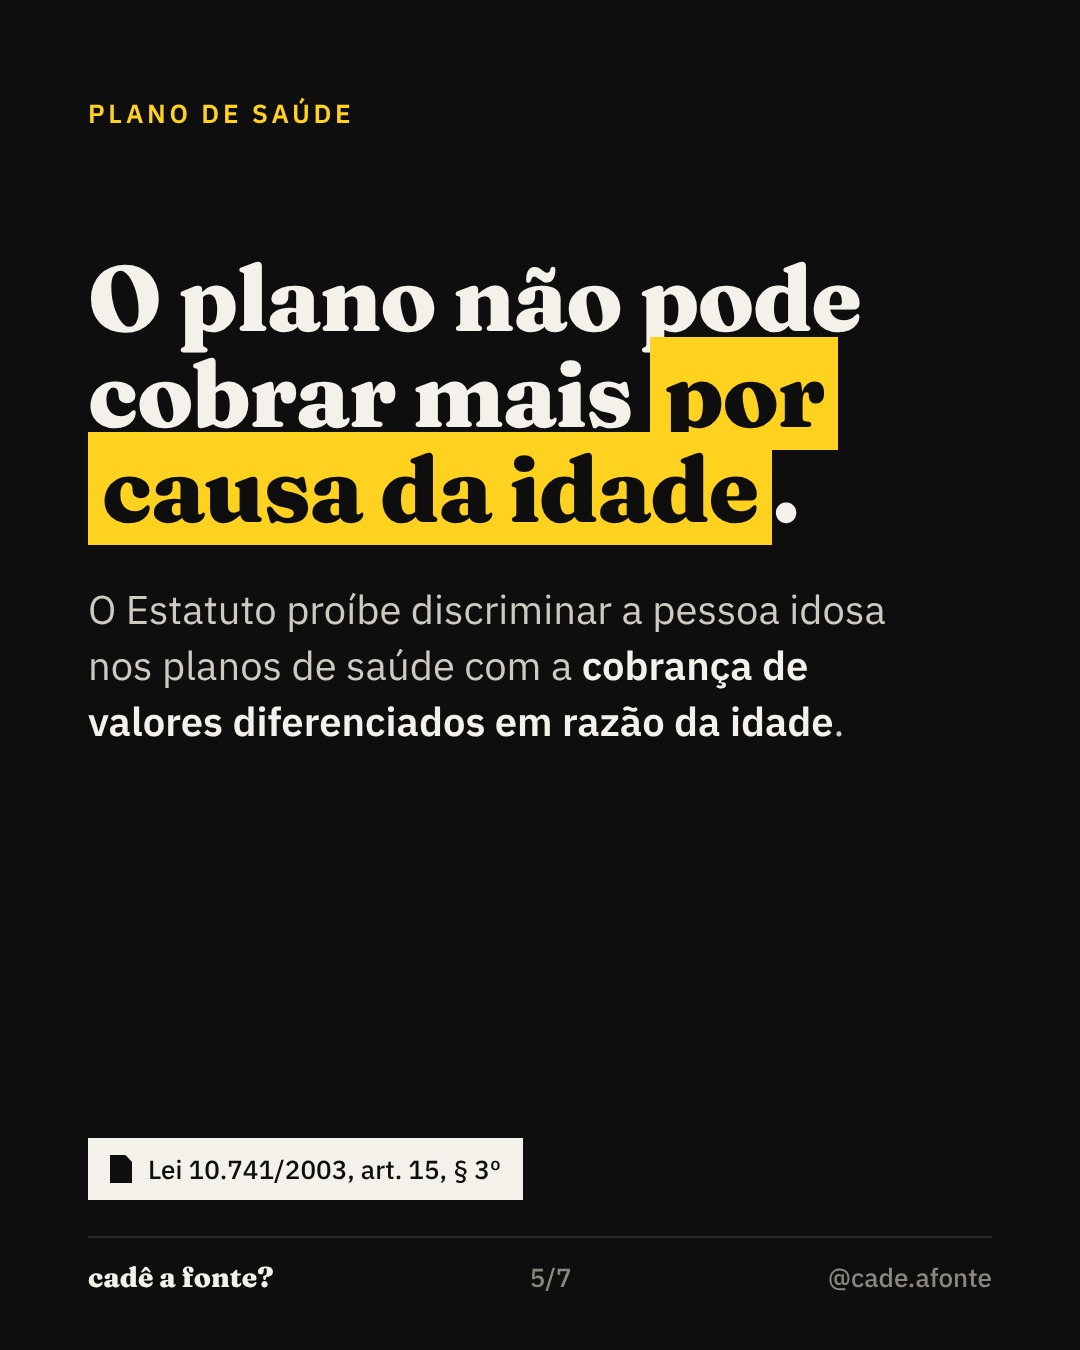 PLANO DE SAÚDE
O plano não pode
cobrar mais por
causa da idade.
O Estatuto proíbe discriminar a pessoa idosa
nos planos de saúde com a cobrança de
valores diferenciados em razão da idade.
Lei 10.741/2003, art. 15, § 3º
cadê a fonte?
5/7
@cade.afonte